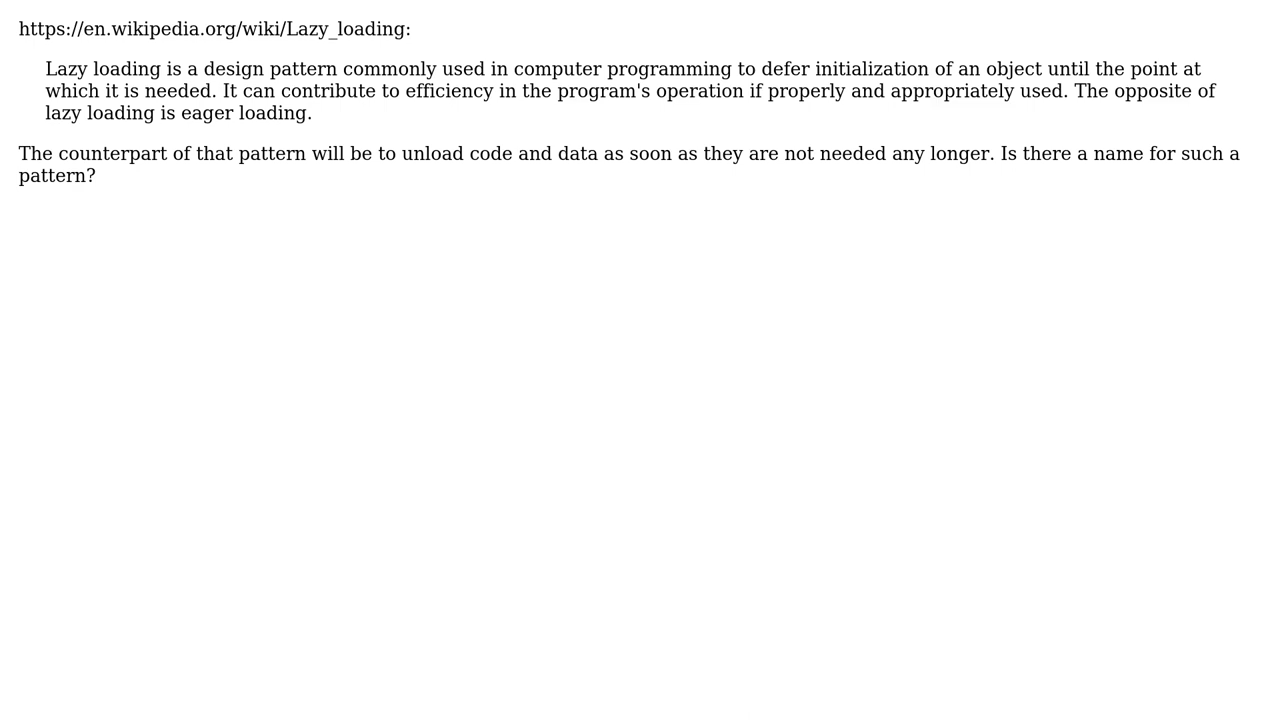 https://en.wikipedia.org/wiki/Lazy_loading:
Lazy loading is a design pattern commonly used in computer programming to defer initialization of an object until the point at
which it is needed. It can contribute to efficiency in the program's operation if properly and appropriately used. The opposite of
lazy loading is eager loading.
The counterpart of that pattern will be to unload code and data as soon as they are not needed any longer. Is there a name for such a
pattern?